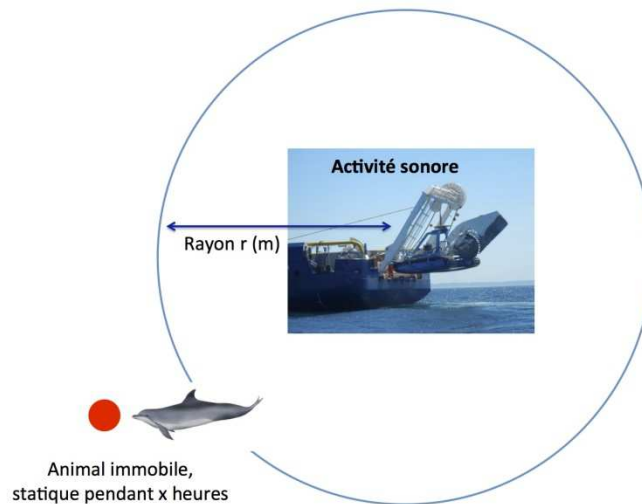 Activité sonore
Rayon r (m)
Animal immobile,
statique pendant x heures